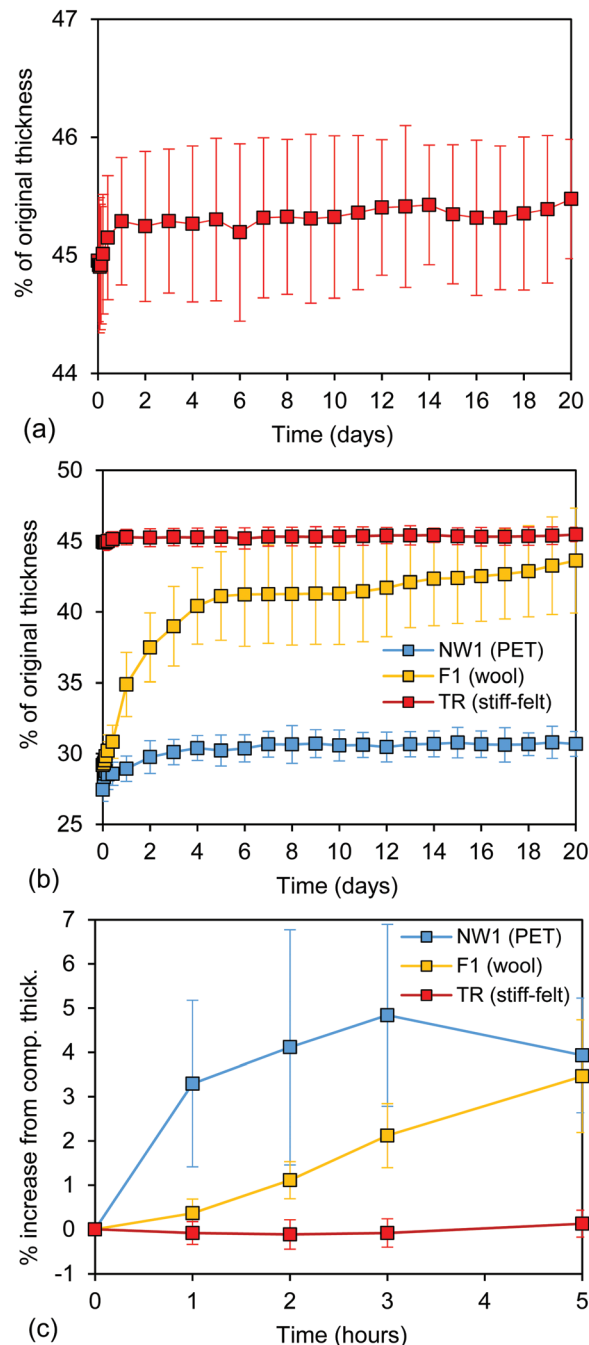 47
46
45
44
% of original thickness
0 2 4 6 8 10 12 14 16 18 20
Time (days)
(a)
50
45
40
35
30
25
% of original thickness
NW1 (PET)
F1 (wool)
TR (stiff-felt)
0 2 4 6 8 10 12 14 16 18 20
Time (days)
(b)
7
6
5
4
3
2
1
0
-1
% increase from comp. thick.
NW1 (PET)
F1 (wool)
TR (stiff-felt)
0 1 2 3 4 5
Time (hours)
(c)